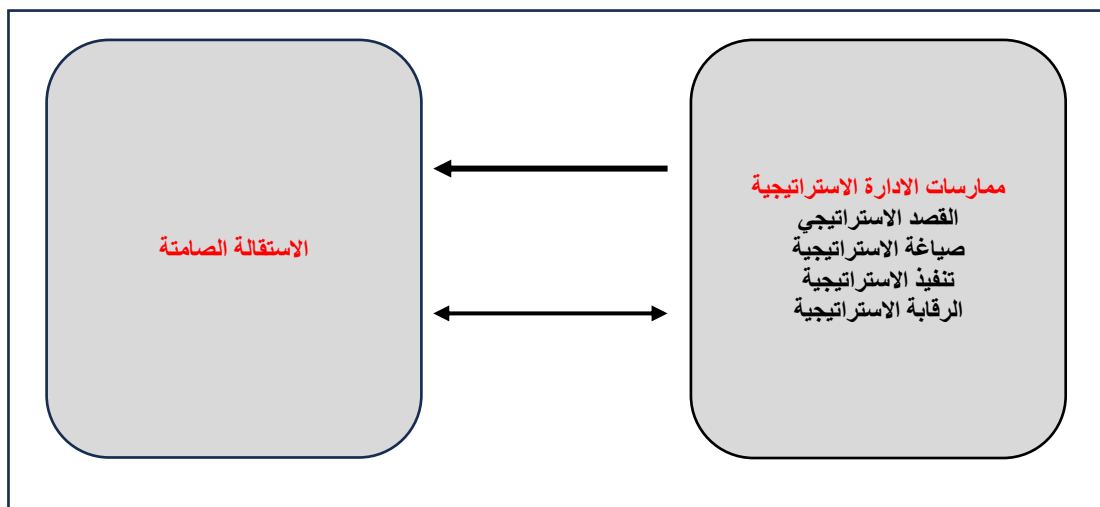 ممارسات الادارة الاستراتيجية
القصد الاستراتيجي
صياغة الاستراتيجية
تنفيذ الاستراتيجية
الرقابة الاستراتيجية
الاستقالة الصامتة